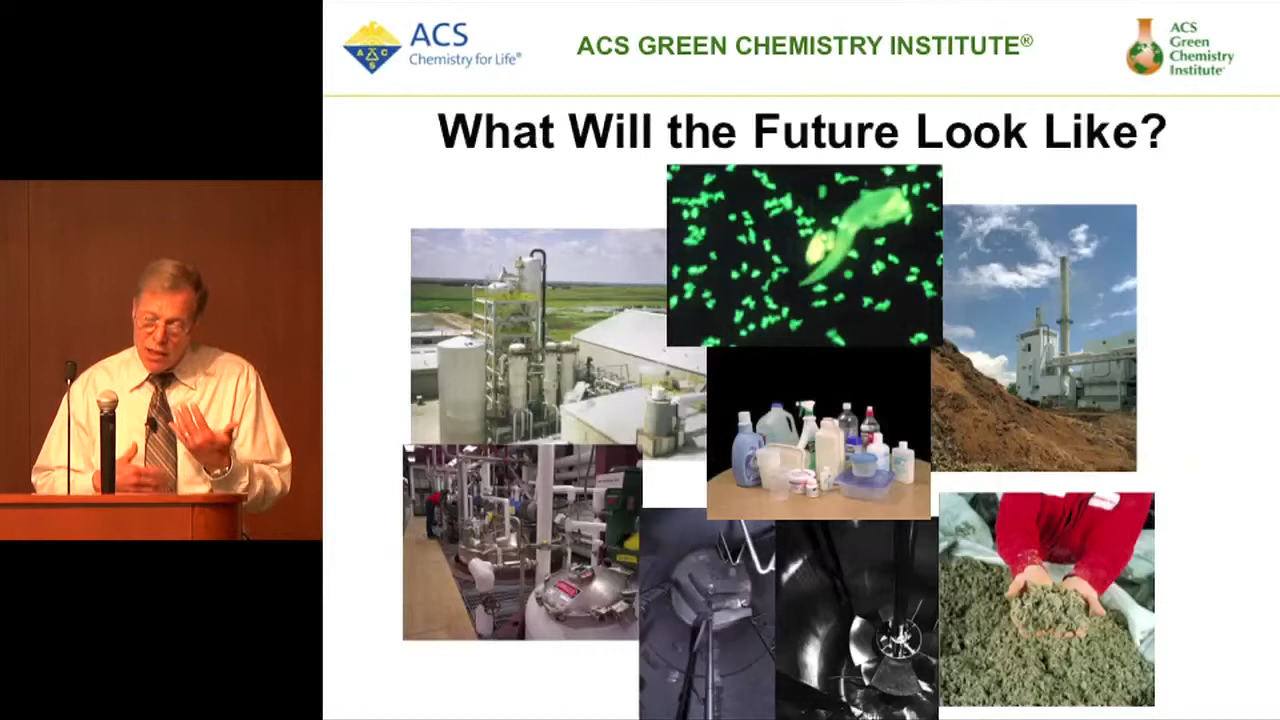 ACS
Chemistry for Life®
A C S
ACS GREEN CHEMISTRY INSTITUTE®
ACS
Green
Chemistry
Institute®
What Will the Future Look Like?